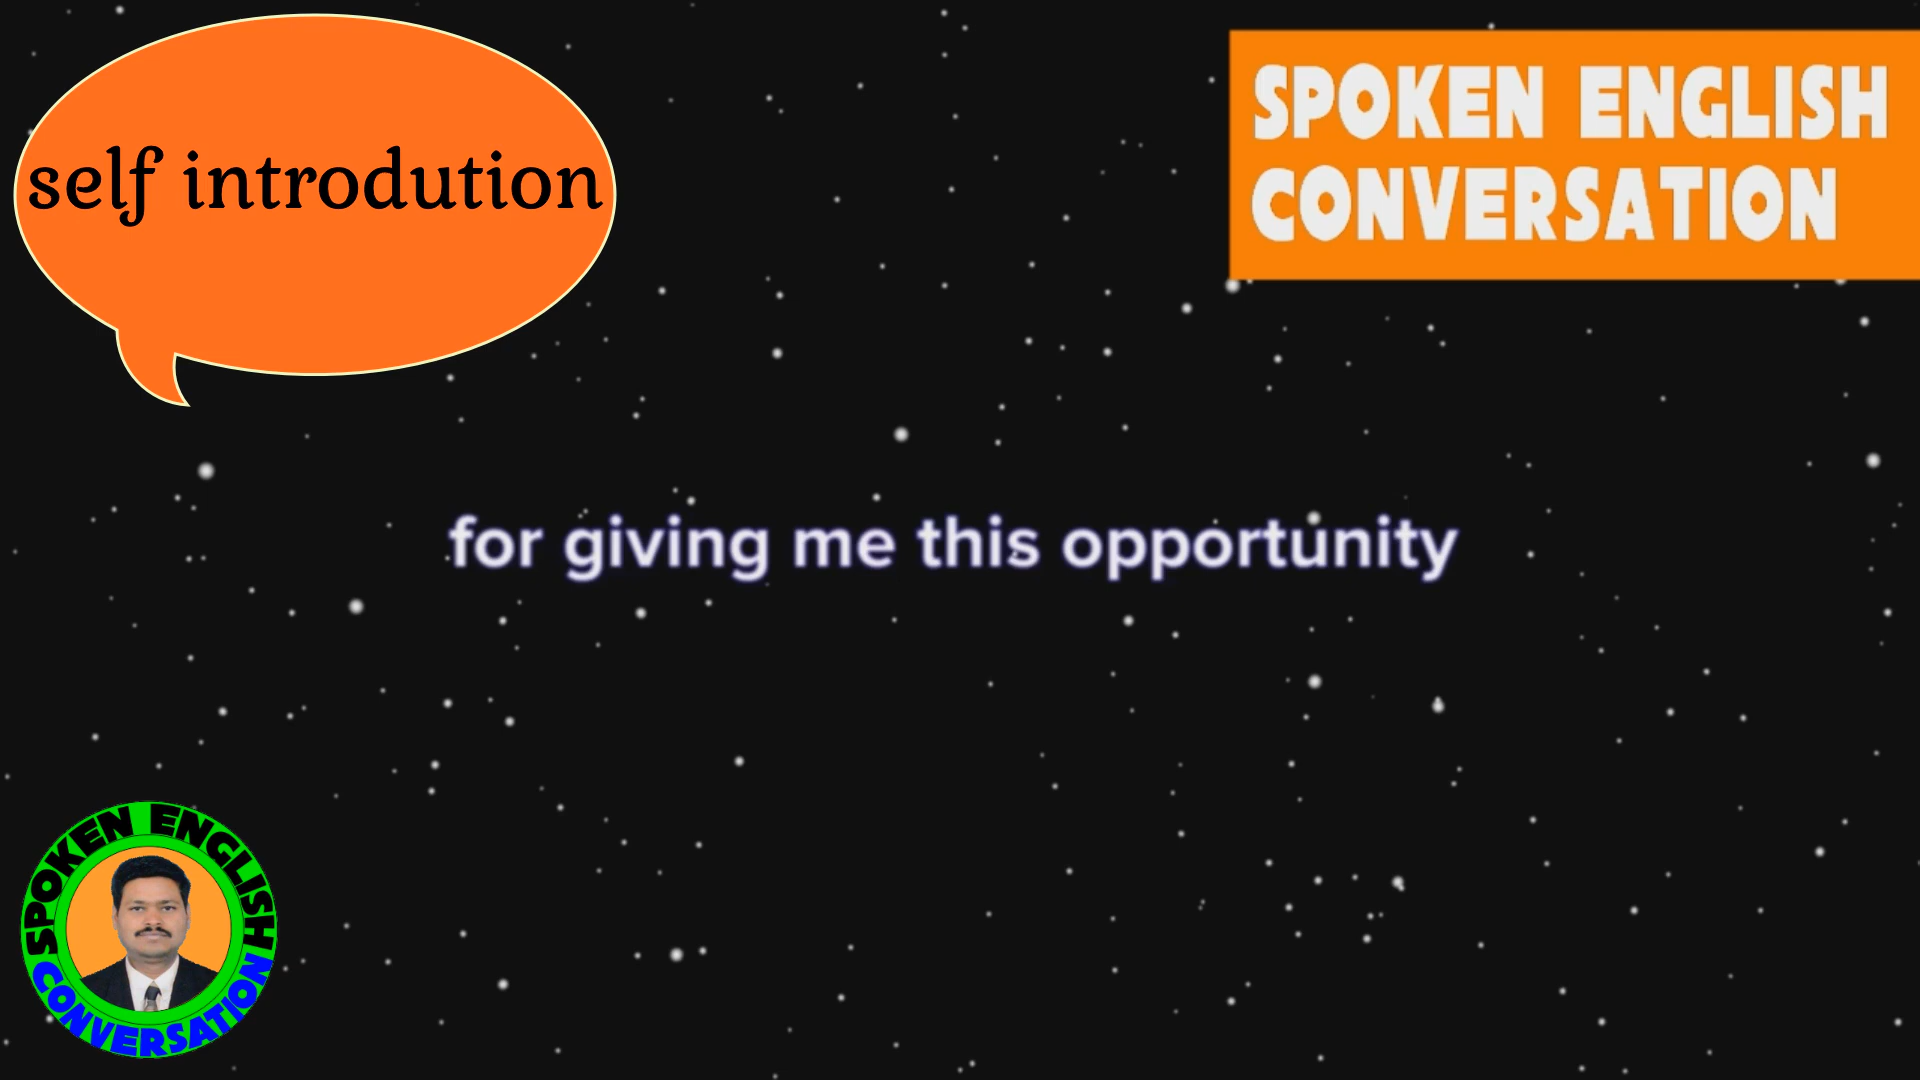 self introdution
SPOKEN ENGLISH
CONVERSATION
for giving me this opportunity
SPOKEN ENGLISH
CONVERSATION